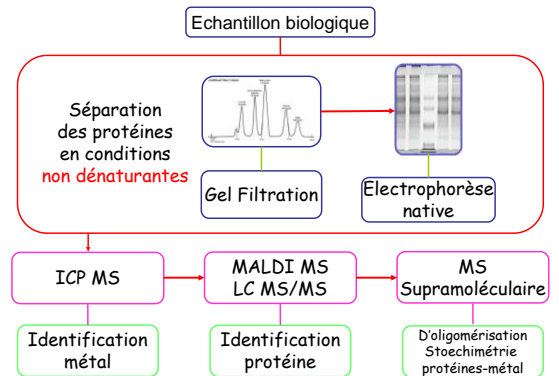 Echantillon biologique
Séparation
des protéines
en conditions
non dénaturantes
Gel Filtration
Electrophorèse
native
ICP MS
MALDI MS
LC MS/MS
MS
Supramoléculaire
Identification
métal
Identification
protéine
D'oligomérisation
Stoechimétrie
protéines-métal